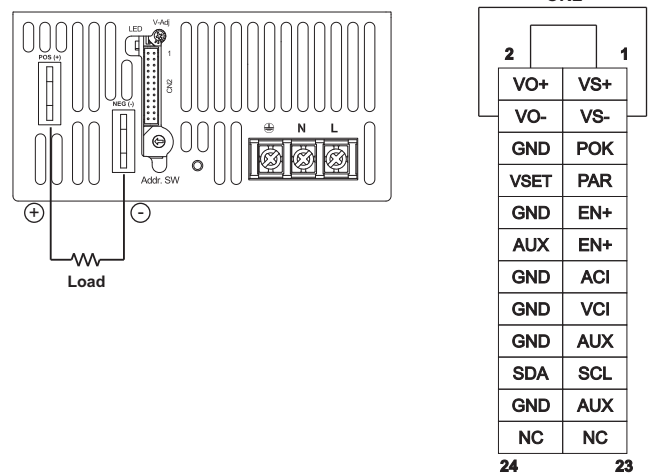 LED
V-Adj
POS (+)
1
CN2
NEG (-)
N
L
Addr. SW
+
-
Load
2 1
VO+ VS+
VO- VS-
GND POK
VSET PAR
GND EN+
AUX EN+
GND ACI
GND VCI
GND AUX
SDA SCL
GND AUX
NC NC
24 23